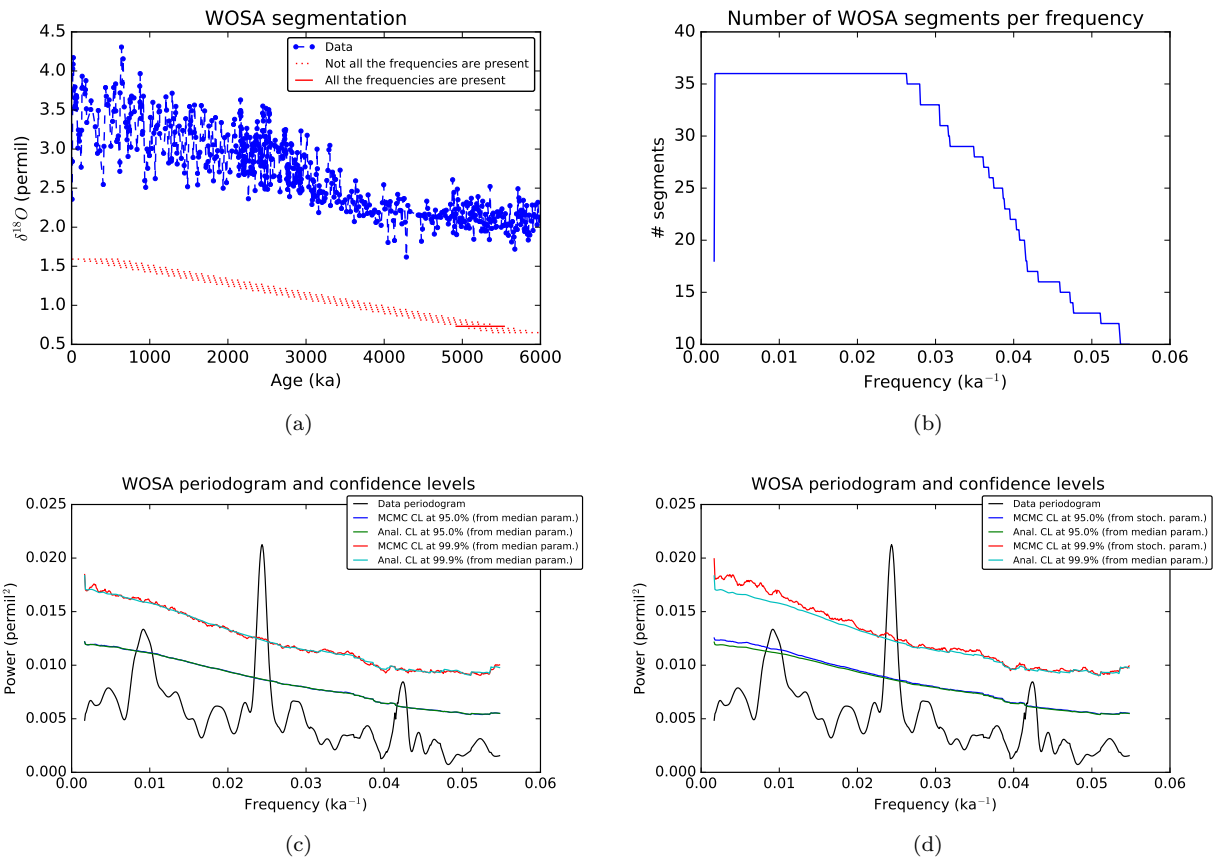 WOSA segmentation
4.5
4.0
3.5
3.0
2.5
2.0
1.5
1.0
0.5
δ18O (permil)
Data
Not all the frequencies are present
All the frequencies are present
0 1000 2000 3000 4000 5000 6000
Age (ka)
(a)
Number of WOSA segments per frequency
40
35
30
25
20
15
10
# segments
0.00 0.01 0.02 0.03 0.04 0.05 0.06
Frequency (ka−1)
(b)
WOSA periodogram and confidence levels
0.025
0.020
0.015
0.010
0.005
0.000
Power (permil2)
Data periodogram
MCMC CL at 95.0% (from median param.)
Anal. CL at 95.0% (from median param.)
MCMC CL at 99.9% (from median param.)
Anal. CL at 99.9% (from median param.)
0.00 0.01 0.02 0.03 0.04 0.05 0.06
Frequency (ka−1)
(c)
WOSA periodogram and confidence levels
0.025
0.020
0.015
0.010
0.005
0.000
Power (permil2)
Data periodogram
MCMC CL at 95.0% (from stoch. param.)
Anal. CL at 95.0% (from median param.)
MCMC CL at 99.9% (from stoch. param.)
Anal. CL at 99.9% (from median param.)
0.00 0.01 0.02 0.03 0.04 0.05 0.06
Frequency (ka−1)
(d)